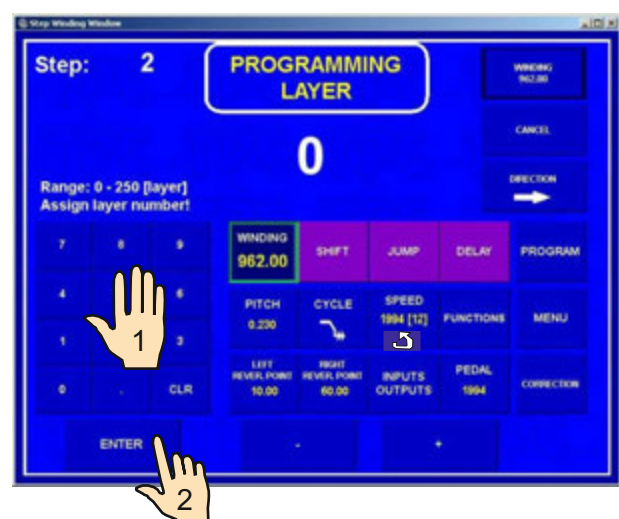 Step Winding Window
Step: 2
PROGRAMMING
LAYER
WINDING
962.00
CANCEL
0
DIRECTION
Range: 0 - 250 [layer]
Assign layer number!
7 8 9
WINDING
962.00
SHIFT
JUMP
DELAY
PROGRAM
4 6
PITCH
0.230
CYCLE
SPEED
1994 [12]
FUNCTIONS
MENU
1 3
1
LEFT
REVER. POINT
10.00
RIGHT
REVER. POINT
60.00
INPUTS
OUTPUTS
PEDAL
1994
CORRECTION
0 . CLR
ENTER
-
+
2